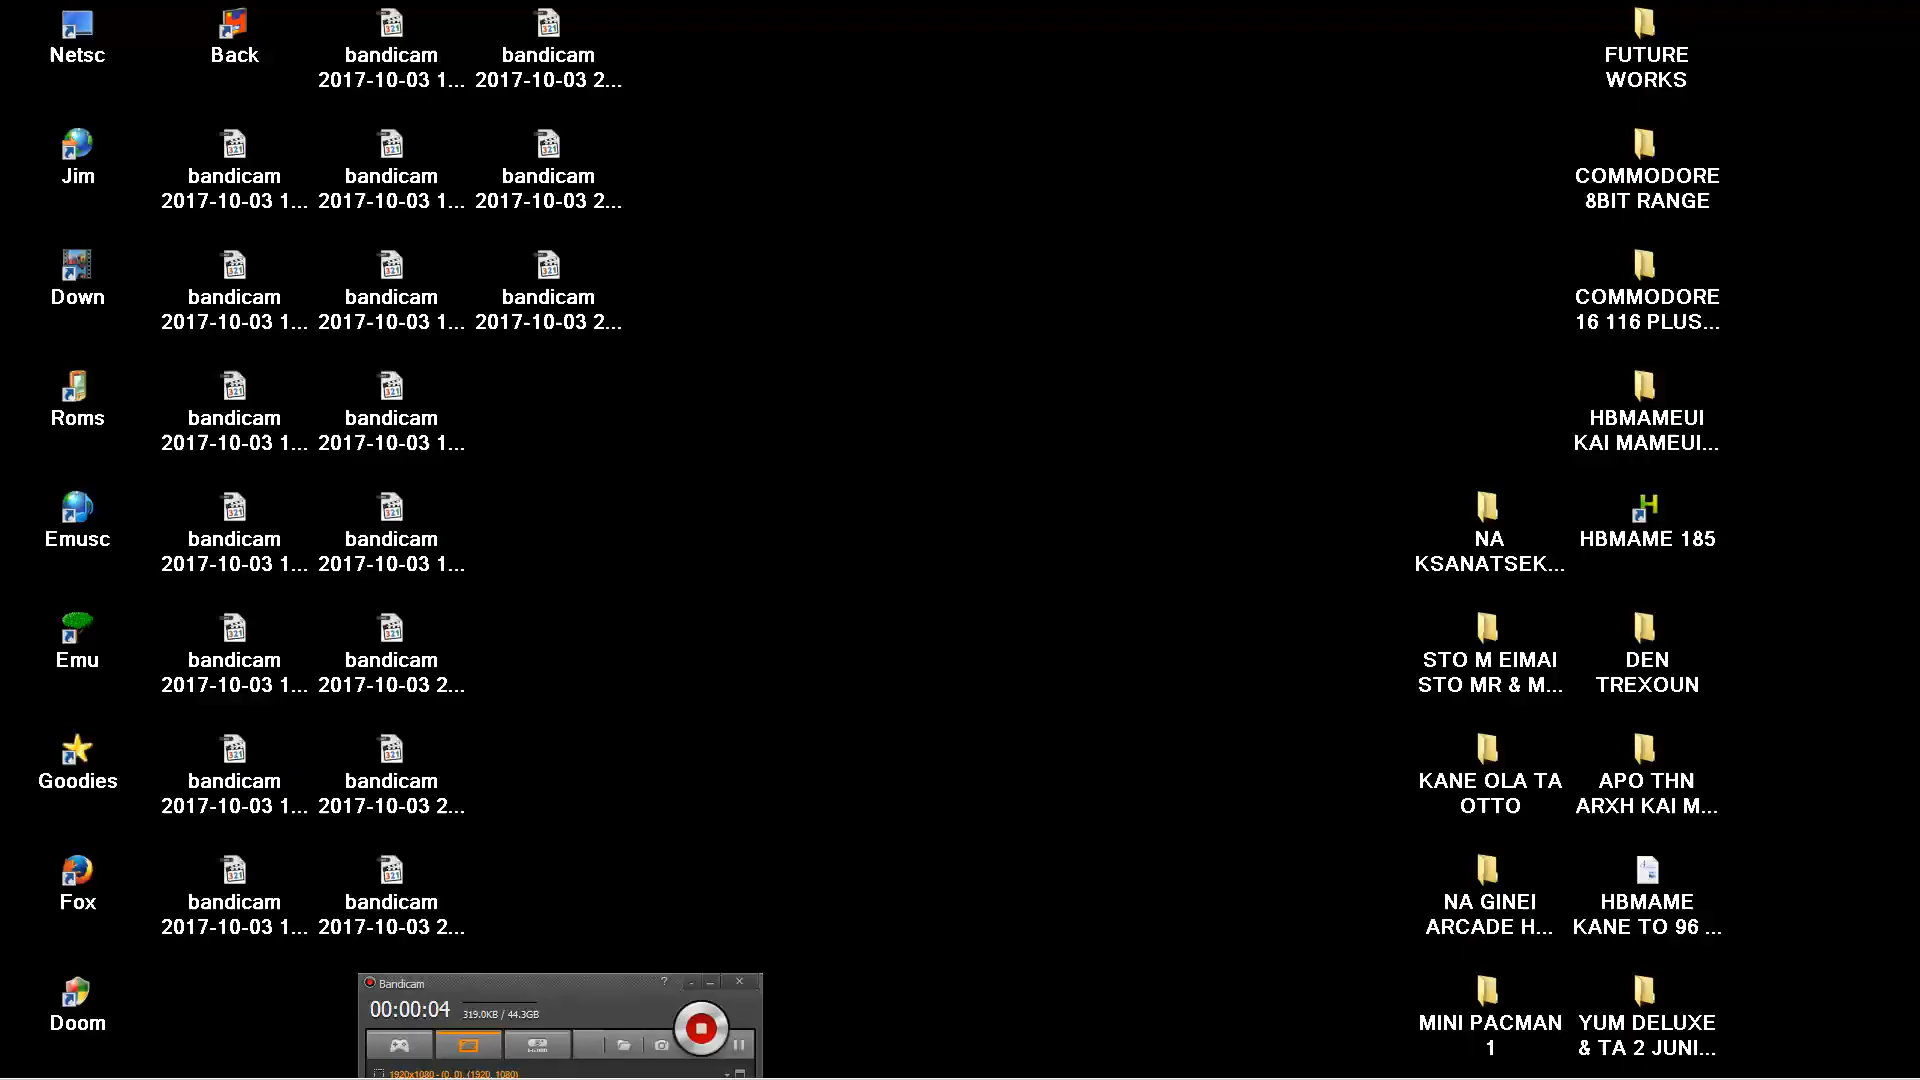 Netsc
Back
bandicam
2017-10-03 1...
bandicam
2017-10-03 2...
FUTURE
WORKS
Jim
bandicam
2017-10-03 1...
bandicam
2017-10-03 1...
bandicam
2017-10-03 2...
COMMODORE
8BIT RANGE
Down
bandicam
2017-10-03 1...
bandicam
2017-10-03 1...
bandicam
2017-10-03 2...
COMMODORE
16 116 PLUS...
Roms
bandicam
2017-10-03 1...
bandicam
2017-10-03 1...
HBMAMEUI
KAI MAMEUI...
Emusc
bandicam
2017-10-03 1...
bandicam
2017-10-03 1...
NA
KSANATSEK...
HBMAME 185
Emu
bandicam
2017-10-03 1...
bandicam
2017-10-03 2...
STO M EIMAI
STO MR & M...
DEN
TREXOUN
Goodies
bandicam
2017-10-03 1...
bandicam
2017-10-03 2...
KANE OLA TA
OTTO
APO THN
ARXH KAI M...
Fox
bandicam
2017-10-03 1...
bandicam
2017-10-03 2...
NA GINEI
ARCADE H...
HBMAME
KANE TO 96 ...
Doom
Bandicam
00:00:04
319.0KB / 44.3GB
1920x1080 - (0, 0), (1920, 1080)
MINI PACMAN
1
YUM DELUXE
& TA 2 JUNI...